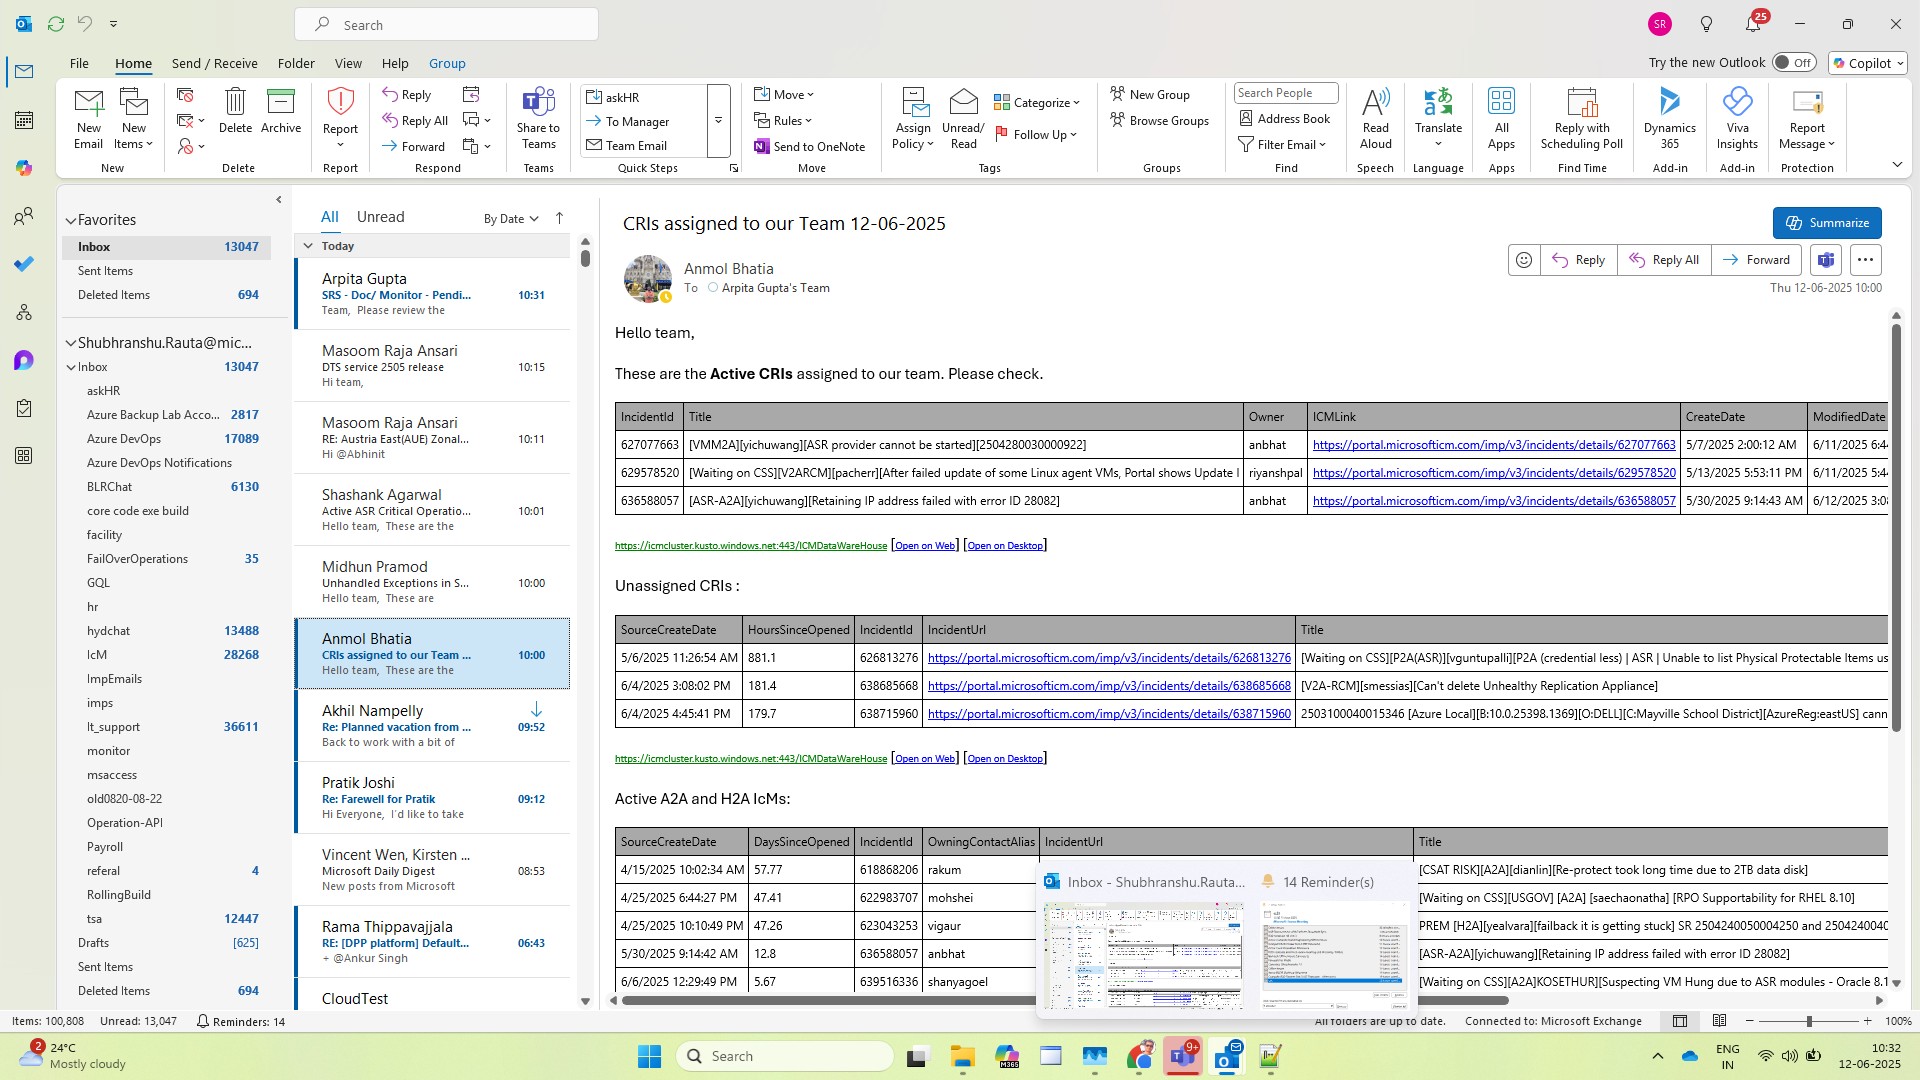 Search
SR
25
File Home Send / Receive Folder View Help Group
Try the new Outlook Off Copilot
New Email
New Items
New
Delete
Archive
Delete
Report
Report
Reply
Reply All
Forward
Respond
Share to Teams
Teams
askHR
To Manager
Team Email
Quick Steps
Move
Rules
Send to OneNote
Move
Assign Policy
Unread/ Read
Categorize
Follow Up
Tags
New Group
Browse Groups
Groups
Search People
Address Book
Filter Email
Find
Read Aloud
Speech
Translate
Language
All Apps
Apps
Reply with Scheduling Poll
Find Time
Dynamics 365
Add-in
Viva Insights
Add-in
Report Message
Protection
Favorites
Inbox 13047
Sent Items
Deleted Items 694
Shubhranshu.Rauta@mic...
Inbox 13047
askHR
Azure Backup Lab Acco... 2817
Azure DevOps 17089
Azure DevOps Notifications
BLRChat 6130
core code exe build
facility
FailOverOperations 35
GQL
hr
hydchat 13488
IcM 28268
ImpEmails
imps
lt_support 36611
monitor
msaccess
old0820-08-22
Operation-API
Payroll
referal 4
RollingBuild
tsa 12447
Drafts [625]
Sent Items
Deleted Items 694
All Unread By Date
Today
Arpita Gupta
SRS - Doc/ Monitor - Pendi... 10:31
Team, Please review the
Masoom Raja Ansari
DTS service 2505 release 10:15
Hi team,
Masoom Raja Ansari
RE: Austria East(AUE) Zonal... 10:11
Hi @Abhinit
Shashank Agarwal
Active ASR Critical Operatio... 10:01
Hello team, These are the
Midhun Pramod
Unhandled Exceptions in S... 10:00
Hello team, These are
Anmol Bhatia
CRIs assigned to our Team ... 10:00
Hello team, These are the
Akhil Nampelly
Re: Planned vacation from ... 09:52
Back to work with a bit of
Pratik Joshi
Re: Farewell for Pratik 09:12
Hi Everyone, I'd like to take
Vincent Wen, Kirsten ...
Microsoft Daily Digest 08:53
New posts from Microsoft
Rama Thippavajjala
RE: [DPP platform] Default... 06:43
+ @Ankur Singh
CloudTest
CRIs assigned to our Team 12-06-2025
Summarize
Anmol Bhatia
To Arpita Gupta's Team
Reply Reply All Forward
Thu 12-06-2025 10:00
Hello team,
These are the Active CRIs assigned to our team. Please check.
IncidentId Title Owner ICMLink CreateDate ModifiedDate
627077663 [VMM2A][yichuwang][ASR provider cannot be started][2504280030000922] anbhat https://portal.microsofticm.com/imp/v3/incidents/details/627077663 5/7/2025 2:00:12 AM 6/11/2025 6:4
629578520 [Waiting on CSS][V2ARCM][pacherr][After failed update of some Linux agent VMs, Portal shows Update I riyanshpal https://portal.microsofticm.com/imp/v3/incidents/details/629578520 5/13/2025 5:53:11 PM 6/11/2025 5:4
636588057 [ASR-A2A][yichuwang][Retaining IP address failed with error ID 28082] anbhat https://portal.microsofticm.com/imp/v3/incidents/details/636588057 5/30/2025 9:14:43 AM 6/12/2025 3:0
https://icmcluster.kusto.windows.net:443/ICMDataWareHouse [Open on Web] [Open on Desktop]
Unassigned CRIs :
SourceCreateDate HoursSinceOpened IncidentId IncidentUrl Title
5/6/2025 11:26:54 AM 881.1 626813276 https://portal.microsofticm.com/imp/v3/incidents/details/626813276 [Waiting on CSS][P2A(ASR)][vguntupalli][P2A (credential less) | ASR | Unable to list Physical Protectable Items us
6/4/2025 3:08:02 PM 181.4 638685668 https://portal.microsofticm.com/imp/v3/incidents/details/638685668 [V2A-RCM][smessias][Can't delete Unhealthy Replication Appliance]
6/4/2025 4:45:41 PM 179.7 638715960 https://portal.microsofticm.com/imp/v3/incidents/details/638715960 2503100040015346 [Azure Local][B:10.0.25398.1369][O:DELL][C:Mayville School District][AzureReg:eastUS] cann
https://icmcluster.kusto.windows.net:443/ICMDataWareHouse [Open on Web] [Open on Desktop]
Active A2A and H2A IcMs:
SourceCreateDate DaysSinceOpened IncidentId OwningContactAlias IncidentUrl Title
4/15/2025 10:02:34 AM 57.77 618868206 rakum [CSAT RISK][A2A][dianlin][Re-protect took long time due to 2TB data disk]
4/25/2025 6:44:27 PM 47.41 622983707 mohshei [Waiting on CSS][USGOV] [A2A] [saechaonatha] [RPO Supportability for RHEL 8.10]
4/25/2025 10:10:49 PM 47.26 623043253 vigaur PREM [H2A][yealvara][failback it is getting stuck] SR 2504240050004250 and 2504240040
5/30/2025 9:14:42 AM 12.8 636588057 anbhat [ASR-A2A][yichuwang][Retaining IP address failed with error ID 28082]
6/6/2025 12:29:49 PM 5.67 639516336 shanyagoel [Waiting on CSS][A2A]KOSETHUR][Suspecting VM Hung due to ASR modules - Oracle 8.1
Inbox - Shubhranshu.Rauta... 14 Reminder(s)
Items: 100,808 Unread: 13,047 Reminders: 14 All folders are up to date. Connected to: Microsoft Exchange 100%
2
24°C
Mostly cloudy
Search
M365
9+
ENG
IN
10:32
12-06-2025